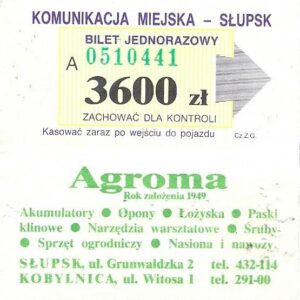 KOMUNIKACJA MIEJSKA – SŁUPSK
BILET JEDNORAZOWY
A 0510441
3600 zł
ZACHOWAĆ DLA KONTROLI
Kasować zaraz po wejściu do pojazdu
Cz.Z.G.
Agroma
Rok założenia 1949
Akumulatory ● Opony ● Łożyska ● Paski
klinowe ● Narzędzia warsztatowe ● Śruby
● Sprzęt ogrodniczy ● Nasiona i nawozy
SŁUPSK, ul. Grunwaldzka 2 tel. 432-114
KOBYLNICA, ul. Witosa 1 tel. 291-00